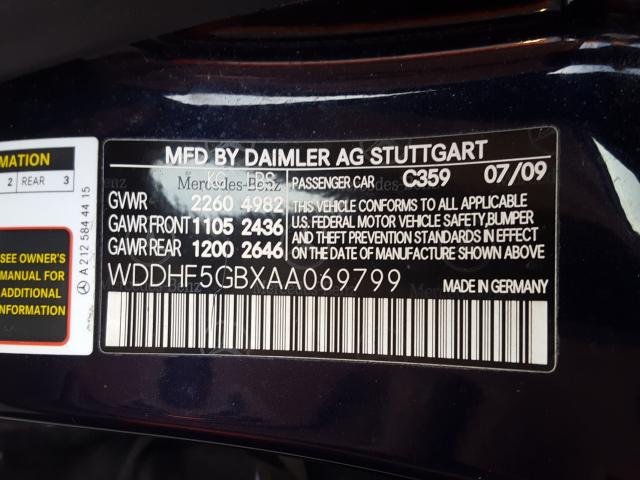 MFD BY DAIMLER AG STUTTGART
KG LBS
Mercedes-Benz PASSENGER CAR C359 07/09
GVWR 2260 4982
GAWR FRONT 1105 2436
GAWR REAR 1200 2646
THIS VEHICLE CONFORMS TO ALL APPLICABLE
U.S. FEDERAL MOTOR VEHICLE SAFETY, BUMPER
AND THEFT PREVENTION STANDARDS IN EFFECT
ON THE DATE OF MANUFACTURE SHOWN ABOVE.
WDDHF5GBXAA069799
Mercedes-Benz
MADE IN GERMANY
MATION
2 REAR 3
SEE OWNER'S
MANUAL FOR
ADDITIONAL
INFORMATION
A 212 584 44 15